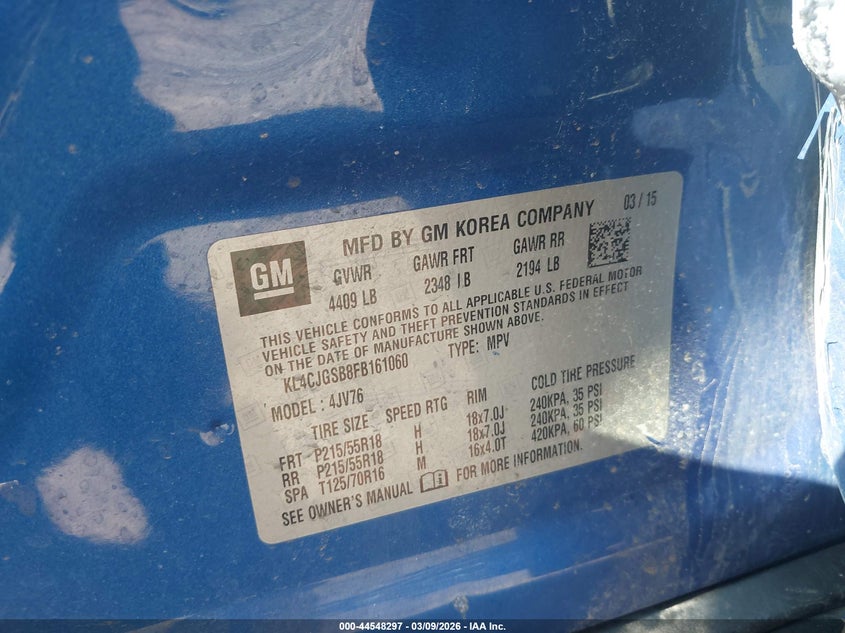 GM
MFD BY GM KOREA COMPANY 03 / 15
GVWR GAWR FRT GAWR RR
4409 LB 2348 LB 2194 LB
THIS VEHICLE CONFORMS TO ALL APPLICABLE U.S. FEDERAL MOTOR
VEHICLE SAFETY AND THEFT PREVENTION STANDARDS IN EFFECT
ON THE DATE OF MANUFACTURE SHOWN ABOVE.
KL4CJGSB8FB161060 TYPE: MPV
MODEL : 4JV76
TIRE SIZE SPEED RTG RIM COLD TIRE PRESSURE
FRT P215/55R18 H 18x7.0J 240KPA, 35 PSI
RR P215/55R18 H 18x7.0J 240KPA, 35 PSI
SPA T125/70R16 M 16x4.0T 420KPA, 60 PSI
SEE OWNER'S MANUAL FOR MORE INFORMATION.
000-44548297 - 03/09/2026 - IAA Inc.